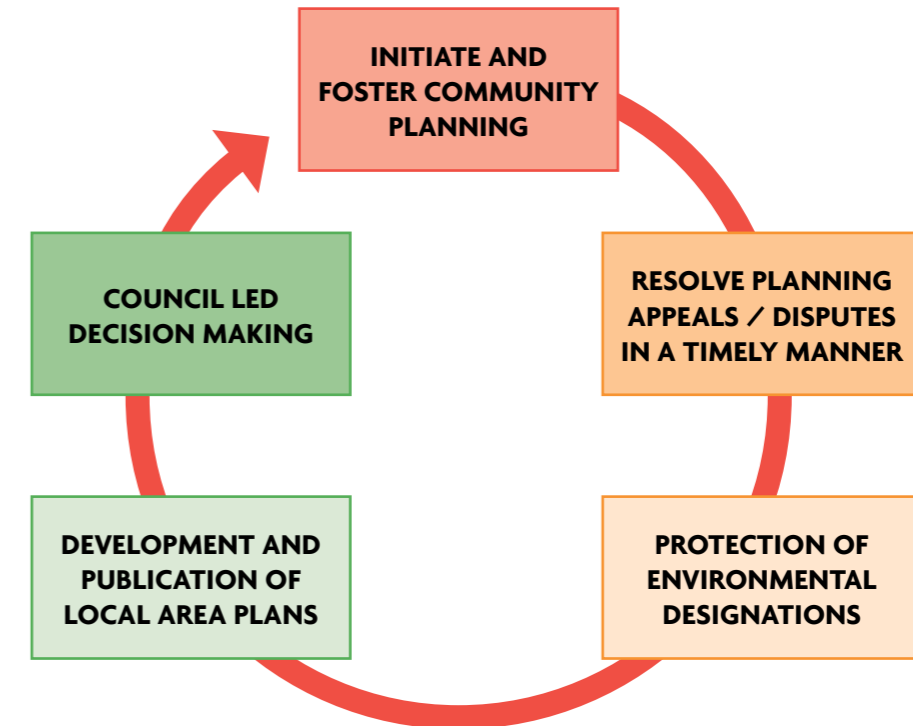 INITIATE AND
FOSTER COMMUNITY
PLANNING
RESOLVE PLANNING
APPEALS / DISPUTES
IN A TIMELY MANNER
PROTECTION OF
ENVIRONMENTAL
DESIGNATIONS
DEVELOPMENT AND
PUBLICATION OF
LOCAL AREA PLANS
COUNCIL LED
DECISION MAKING